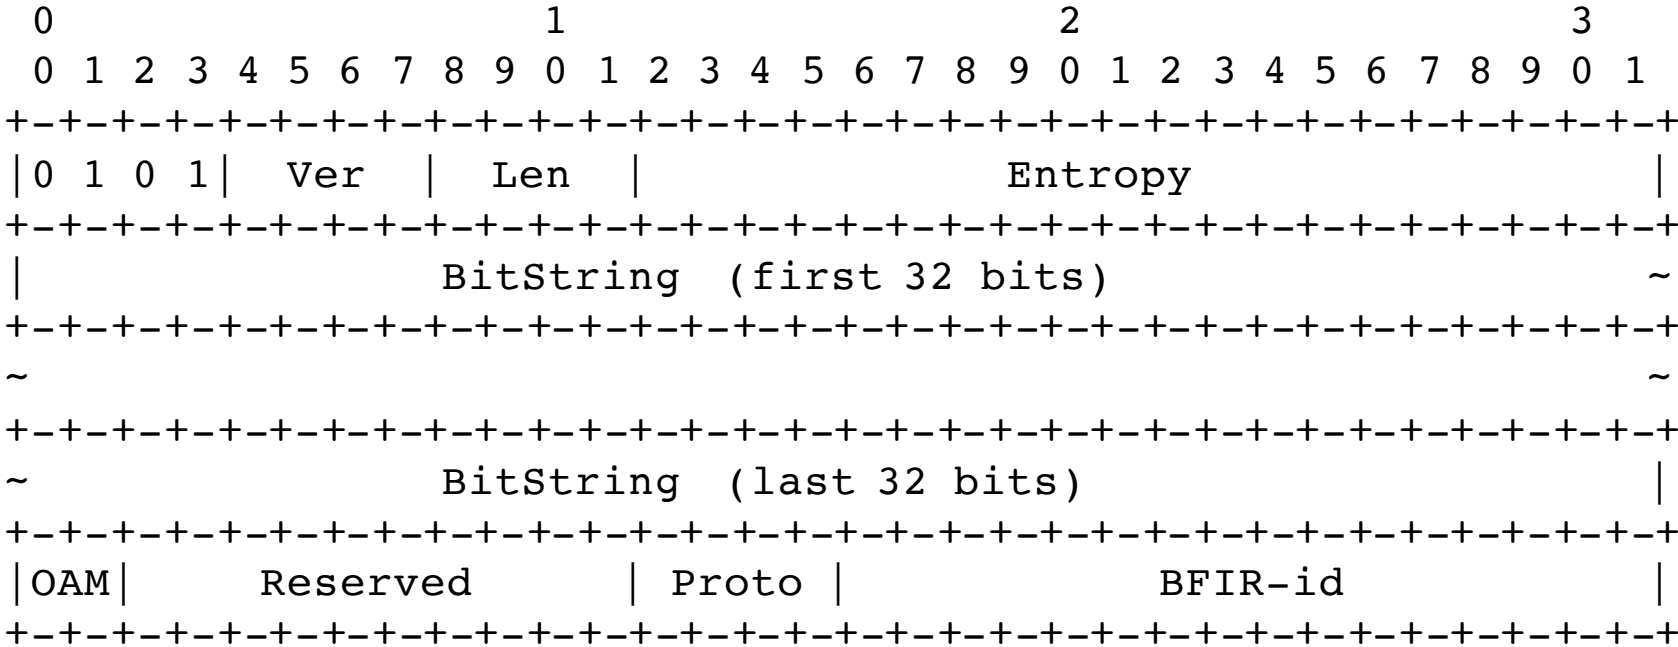 0                   1                   2                   3
 0 1 2 3 4 5 6 7 8 9 0 1 2 3 4 5 6 7 8 9 0 1 2 3 4 5 6 7 8 9 0 1
+-+-+-+-+-+-+-+-+-+-+-+-+-+-+-+-+-+-+-+-+-+-+-+-+-+-+-+-+-+-+-+-+
|0 1 0 1|  Ver  |  Len  |              Entropy                  |
+-+-+-+-+-+-+-+-+-+-+-+-+-+-+-+-+-+-+-+-+-+-+-+-+-+-+-+-+-+-+-+-+
|                BitString  (first 32 bits)                     ~
+-+-+-+-+-+-+-+-+-+-+-+-+-+-+-+-+-+-+-+-+-+-+-+-+-+-+-+-+-+-+-+-+
~                                                               ~
+-+-+-+-+-+-+-+-+-+-+-+-+-+-+-+-+-+-+-+-+-+-+-+-+-+-+-+-+-+-+-+-+
~                BitString  (last 32 bits)                      |
+-+-+-+-+-+-+-+-+-+-+-+-+-+-+-+-+-+-+-+-+-+-+-+-+-+-+-+-+-+-+-+-+
|OAM|     Reserved      | Proto |            BFIR-id            |
+-+-+-+-+-+-+-+-+-+-+-+-+-+-+-+-+-+-+-+-+-+-+-+-+-+-+-+-+-+-+-+-+